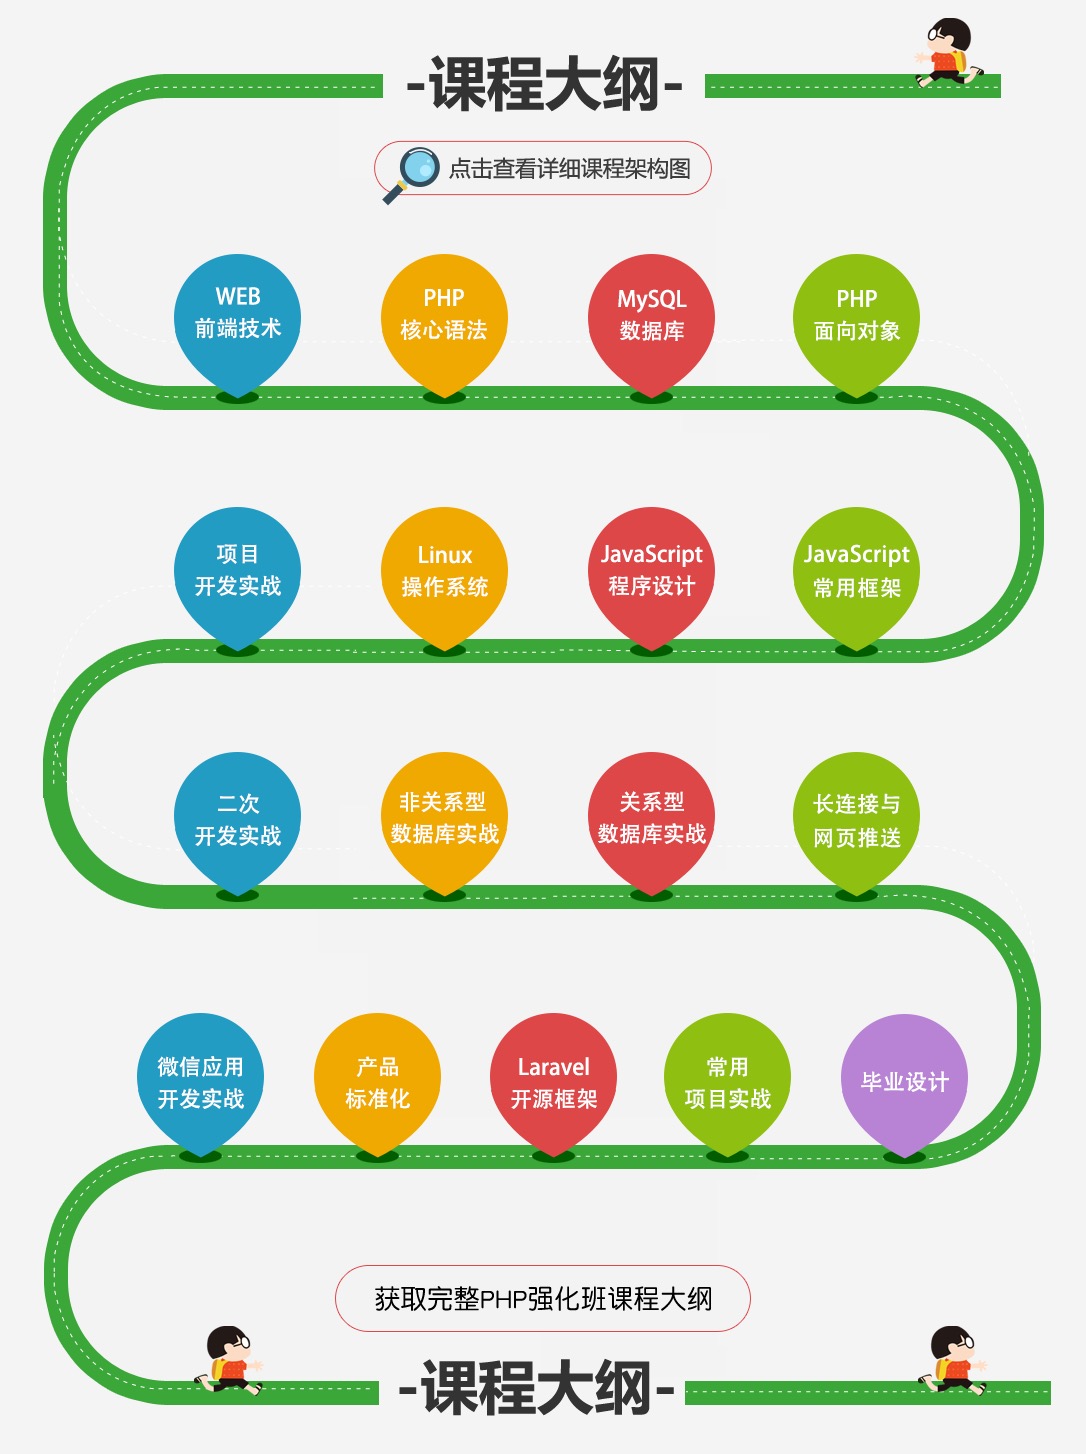 -课程大纲-
点击查看详细课程架构图
WEB
前端技术
PHP
核心语法
MySQL
数据库
PHP
面向对象
项目
开发实战
Linux
操作系统
JavaScript
程序设计
JavaScript
常用框架
二次
开发实战
非关系型
数据库实战
关系型
数据库实战
长连接与
网页推送
微信应用
开发实战
产品
标准化
Laravel
开源框架
常用
项目实战
毕业设计
获取完整PHP强化班课程大纲
-课程大纲-